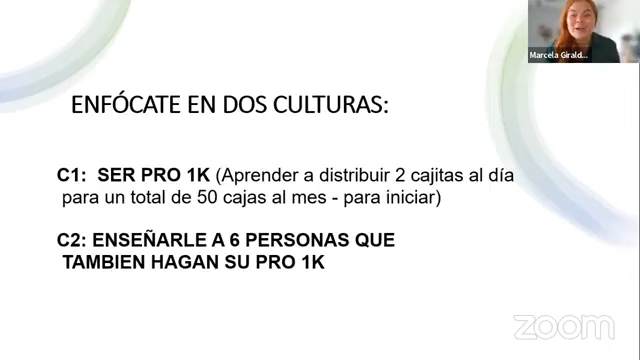 Marcela Girald...
ENFÓCATE EN DOS CULTURAS:
C1: SER PRO 1K (Aprender a distribuir 2 cajitas al día
para un total de 50 cajas al mes - para iniciar)
C2: ENSEÑARLE A 6 PERSONAS QUE
TAMBIEN HAGAN SU PRO 1K
zoom